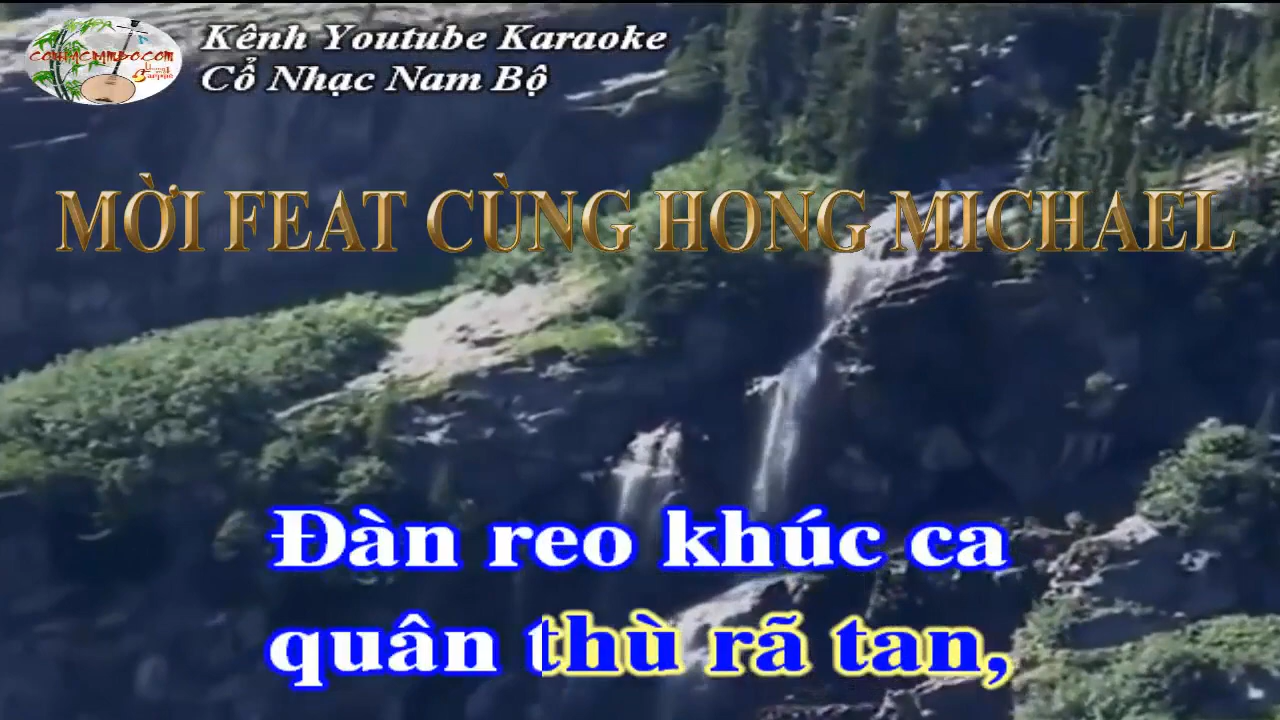 Kênh Youtube Karaoke
Cổ Nhạc Nam Bộ
MỜI FEAT CÙNG HONG MICHAEL
Đàn reo khúc ca
quân thù rã tan,